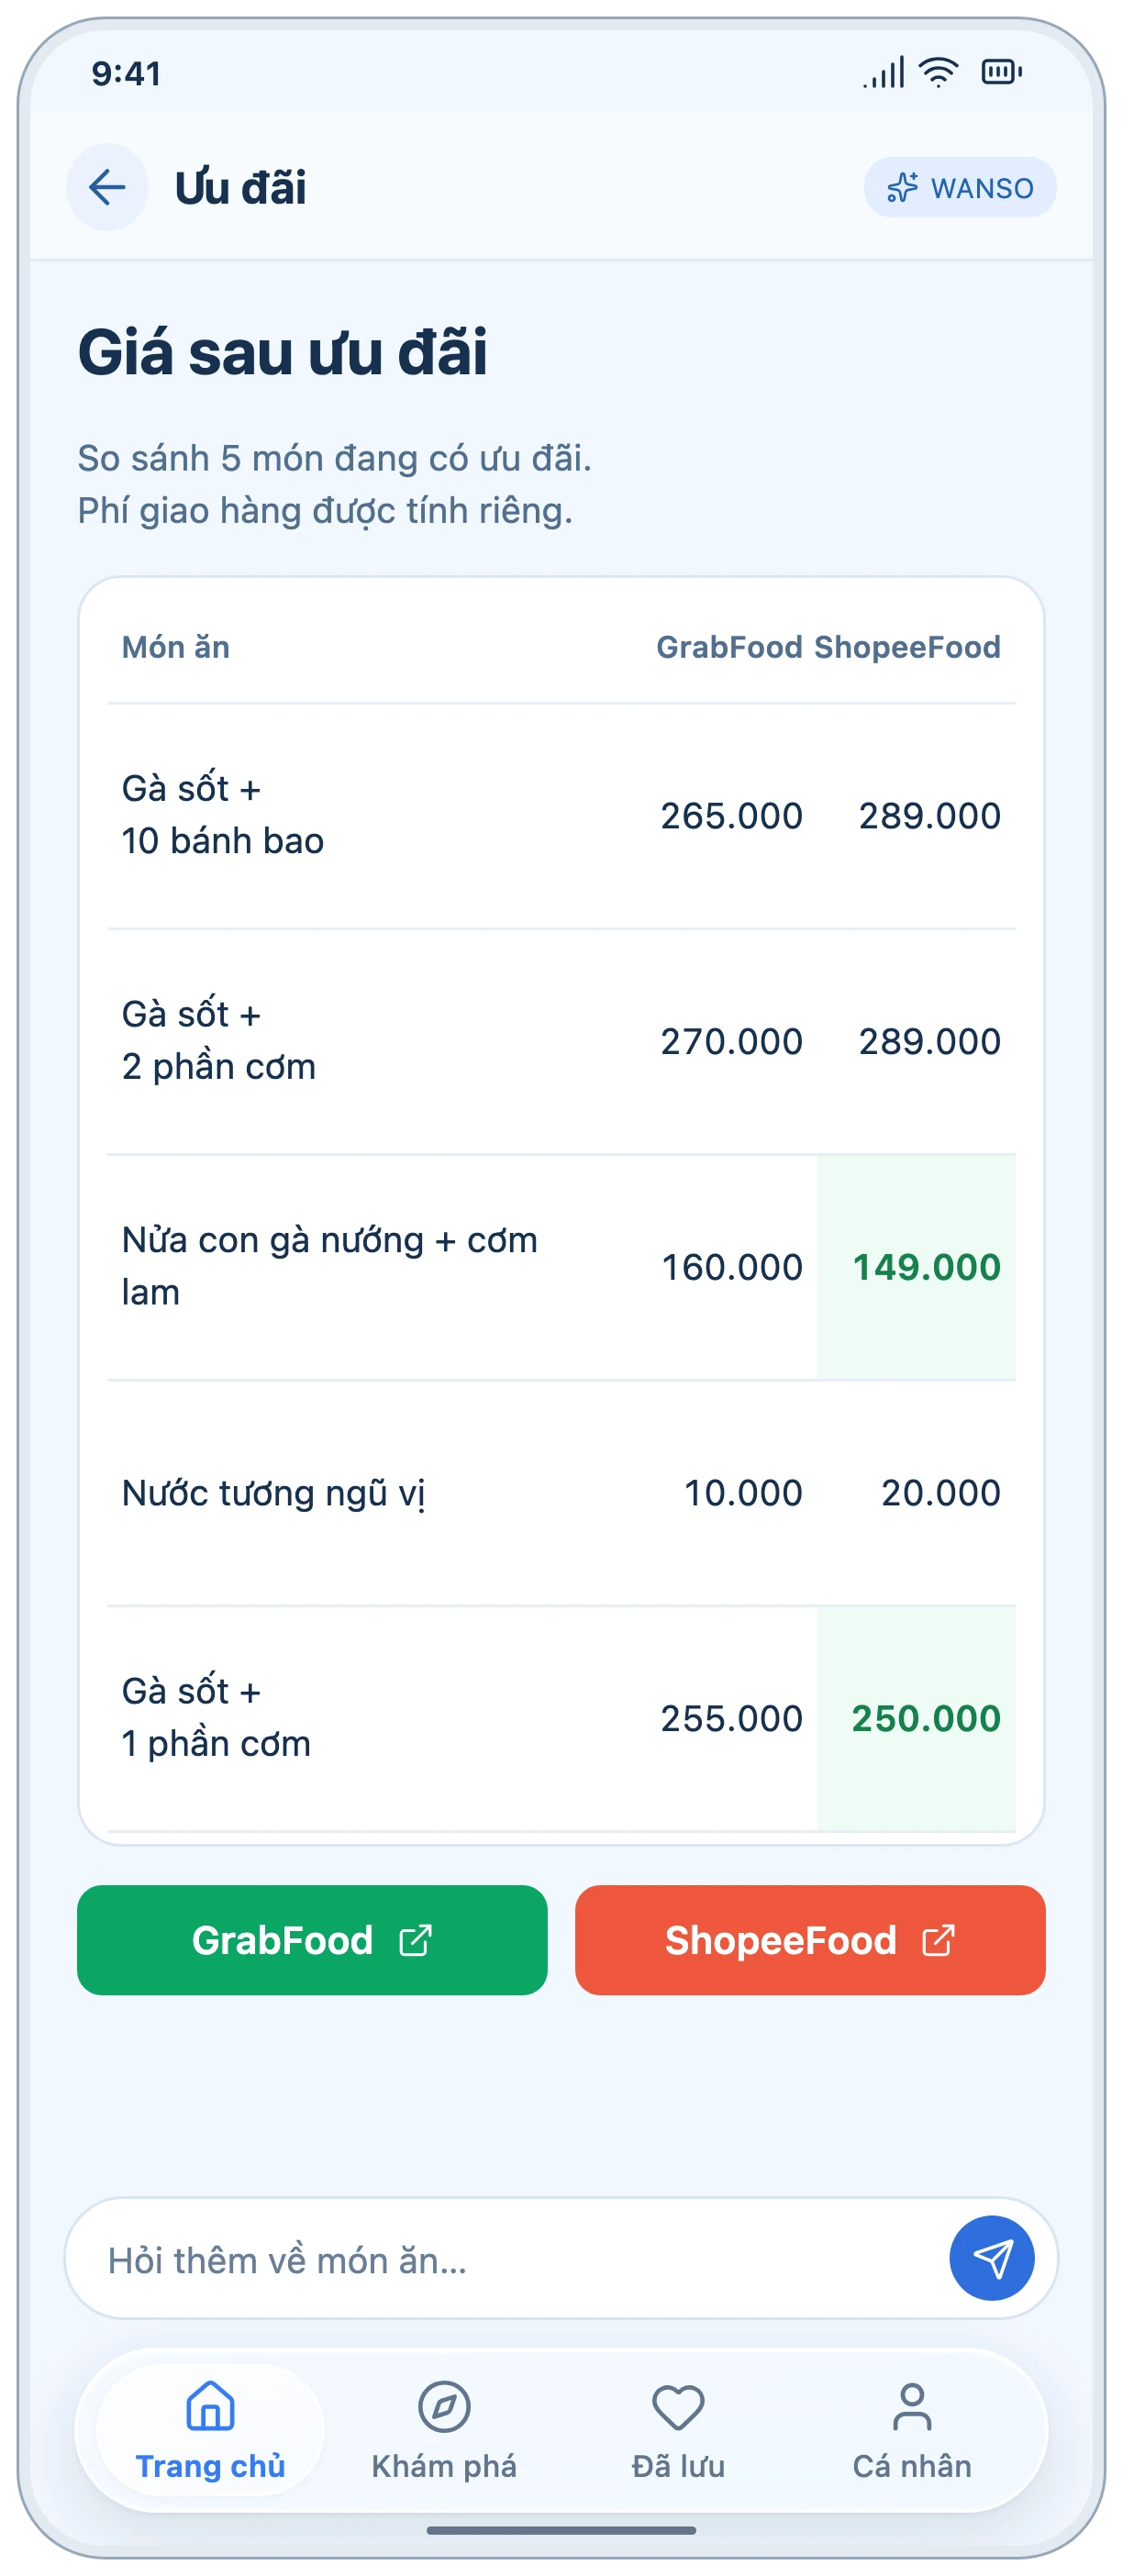 9:41
Ưu đãi
WANSO
Giá sau ưu đãi
So sánh 5 món đang có ưu đãi.
Phí giao hàng được tính riêng.
Món ăn GrabFood ShopeeFood
Gà sốt +
10 bánh bao
265.000 289.000
Gà sốt +
2 phần cơm
270.000 289.000
Nửa con gà nướng + cơm
lam
160.000 149.000
Nước tương ngũ vị 10.000 20.000
Gà sốt +
1 phần cơm
255.000 250.000
GrabFood ShopeeFood
Hỏi thêm về món ăn...
Trang chủ Khám phá Đã lưu Cá nhân